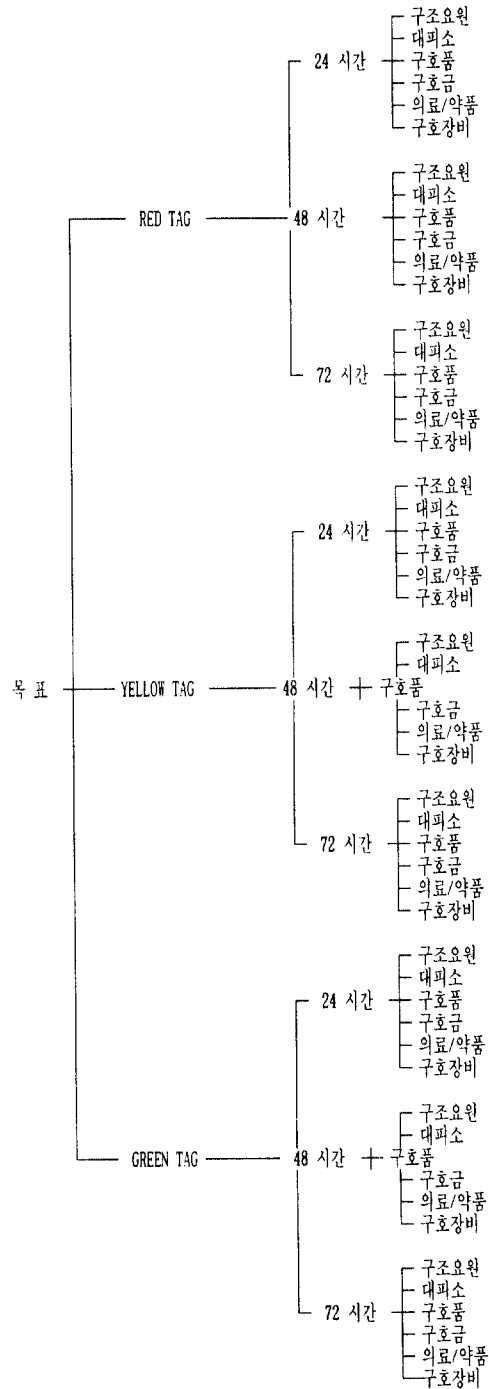 구조요원
대피소
24 시간 구호품
구호금
의료/약품
구호장비
구조요원
대피소
RED TAG 48 시간 구호품
구호금
의료/약품
구호장비
구조요원
대피소
72 시간 구호품
구호금
의료/약품
구호장비
구조요원
대피소
24 시간 구호품
구호금
의료/약품
구호장비
구조요원
대피소
목 표 YELLOW TAG 48 시간 구호품
구호금
의료/약품
구호장비
구조요원
대피소
72 시간 구호품
구호금
의료/약품
구호장비
구조요원
대피소
24 시간 구호품
구호금
의료/약품
구호장비
구조요원
대피소
GREEN TAG 48 시간 구호품
구호금
의료/약품
구호장비
구조요원
대피소
72 시간 구호품
구호금
의료/약품
구호장비